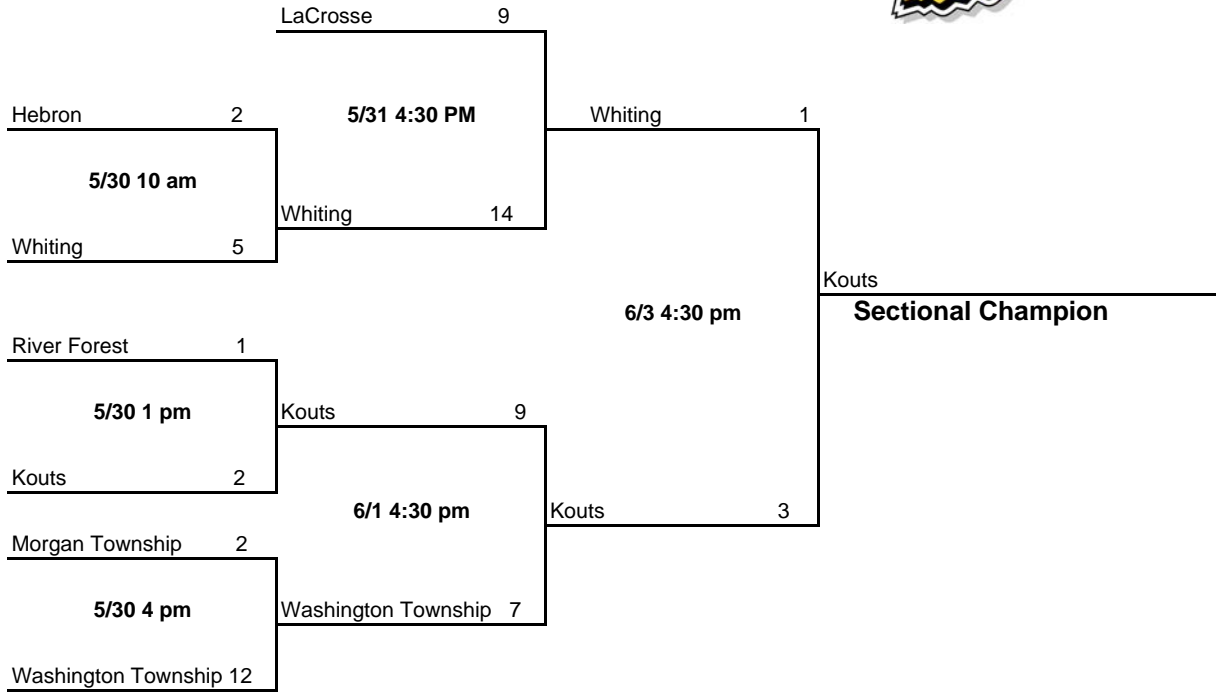 LaCrosse 9
Hebron 2
5/31 4:30 PM
Whiting 1
5/30 10 am
Whiting 14
Whiting 5
Kouts
6/3 4:30 pm
Sectional Champion
River Forest 1
5/30 1 pm
Kouts 9
Kouts 2
6/1 4:30 pm
Kouts 3
Morgan Township 2
5/30 4 pm
Washington Township 7
Washington Township 12